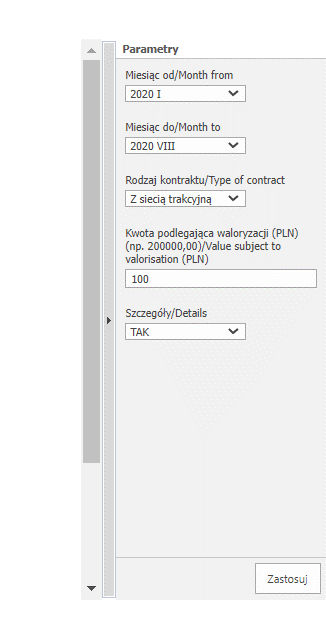 Parametry
Miesiąc od/Month from
2020 I
Miesiąc do/Month to
2020 VIII
Rodzaj kontraktu/Type of contract
Z siecią trakcyjną
Kwota podlegająca waloryzacji (PLN)
(np. 200000,00)/Value subject to
valorisation (PLN)
100
Szczegóły/Details
TAK
Zastosuj